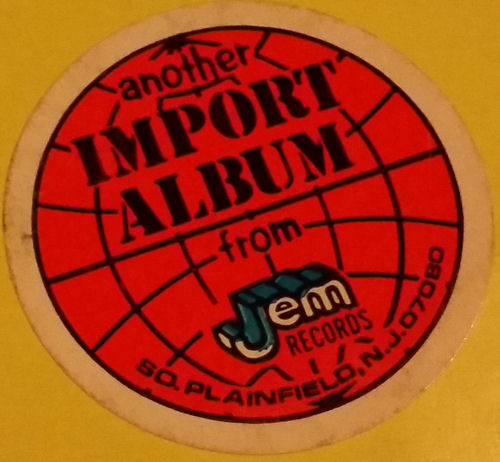 another
IMPORT
ALBUM
from
Jem
RECORDS
SO. PLAINFIELD, N.J. 07080